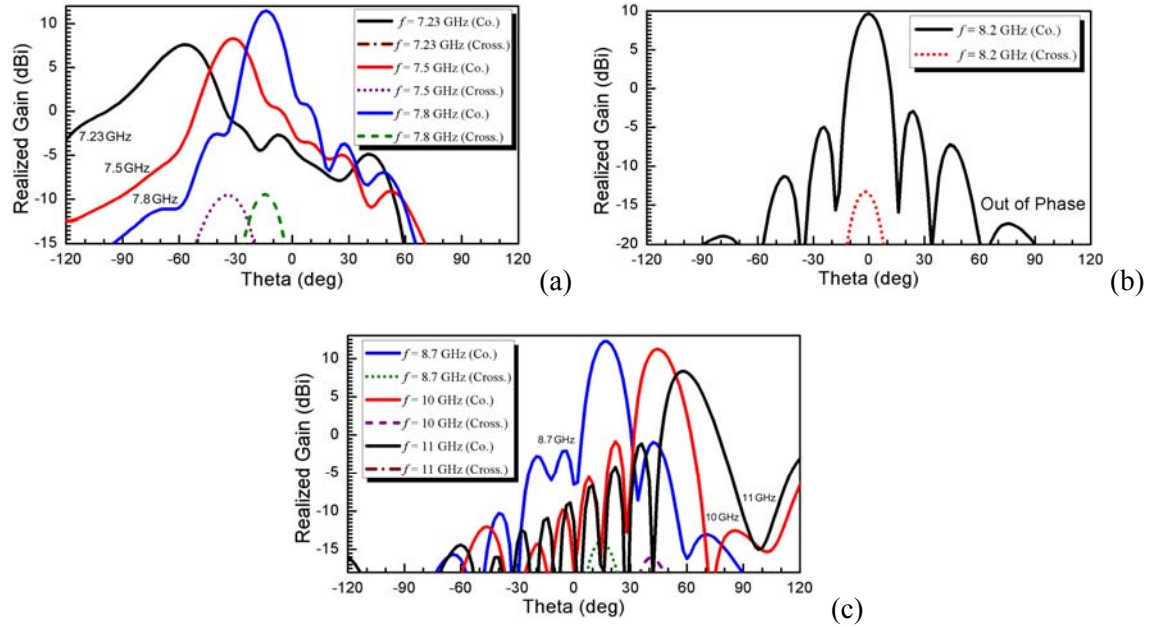 f = 7.23 GHz (Co.)
f = 7.23 GHz (Cross.)
f = 7.5 GHz (Co.)
f = 7.5 GHz (Cross.)
f = 7.8 GHz (Co.)
f = 7.8 GHz (Cross.)
10
5
0
-5
-10
-15
Realized Gain (dBi)
7.23 GHz
7.5 GHz
7.8 GHz
-120 -90 -60 -30 0 30 60 90 120
Theta (deg)
(a)
f = 8.2 GHz (Co.)
f = 8.2 GHz (Cross.)
10
5
0
-5
-10
-15
-20
Realized Gain (dBi)
Out of Phase
-120 -90 -60 -30 0 30 60 90 120
Theta (deg)
(b)
f = 8.7 GHz (Co.)
f = 8.7 GHz (Cross.)
f = 10 GHz (Co.)
f = 10 GHz (Cross.)
f = 11 GHz (Co.)
f = 11 GHz (Cross.)
10
5
0
-5
-10
-15
Realized Gain (dBi)
8.7 GHz
11 GHz
10 GHz
-120 -90 -60 -30 0 30 60 90 120
Theta (deg)
(c)